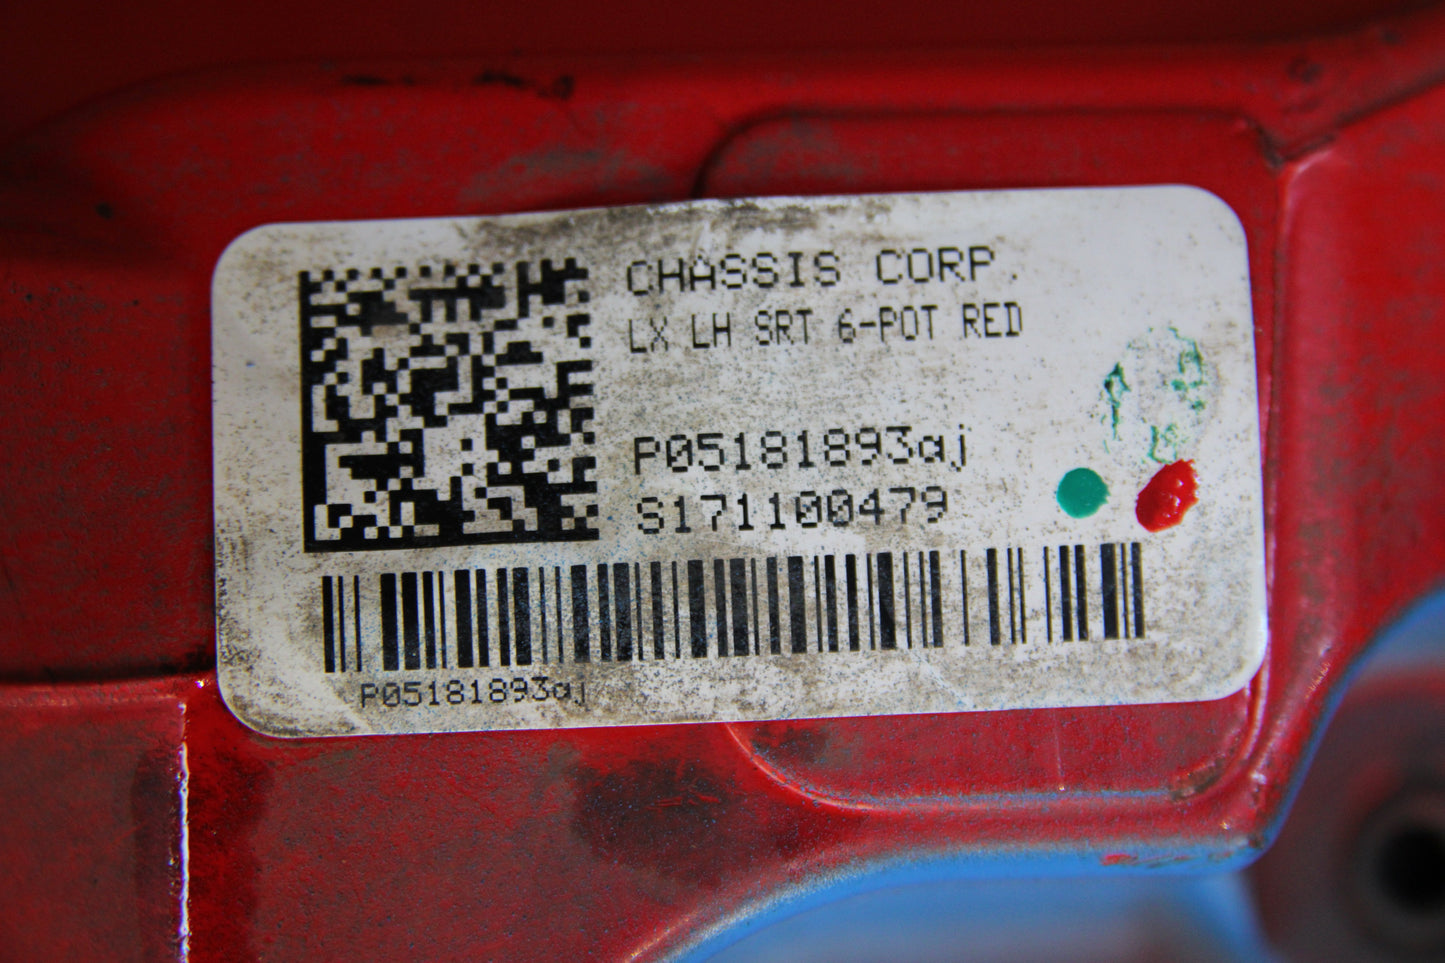 CHASSIS CORP.
LX LH SRT 6-POT RED
P05181893aj
S171100479
P05181893aj